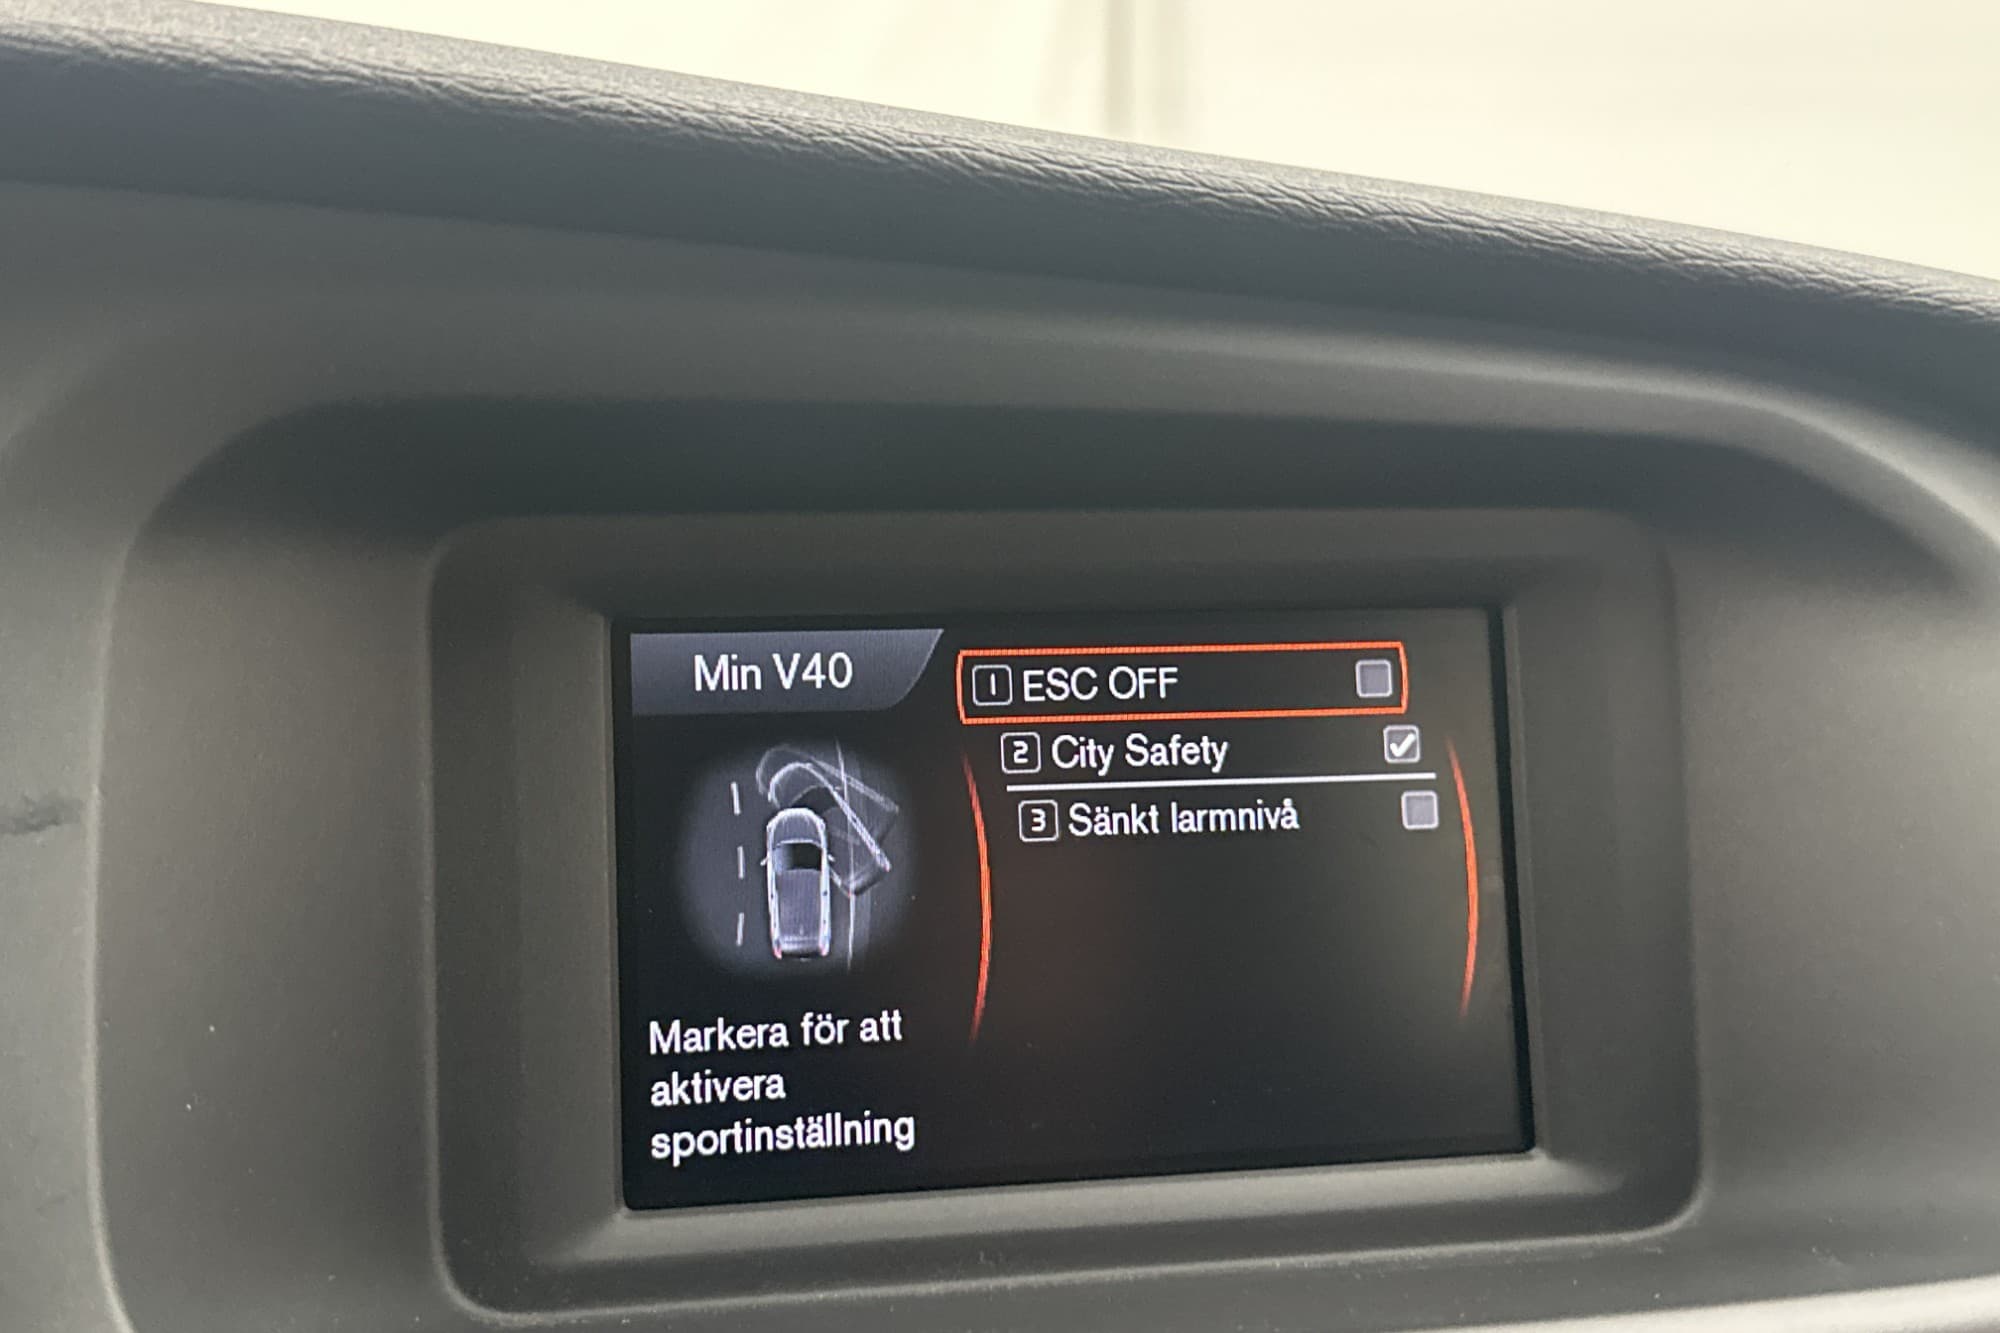 Min V40
1 ESC OFF
2 City Safety
3 Sänkt larmnivå
Markera för att
aktivera
sportinställning